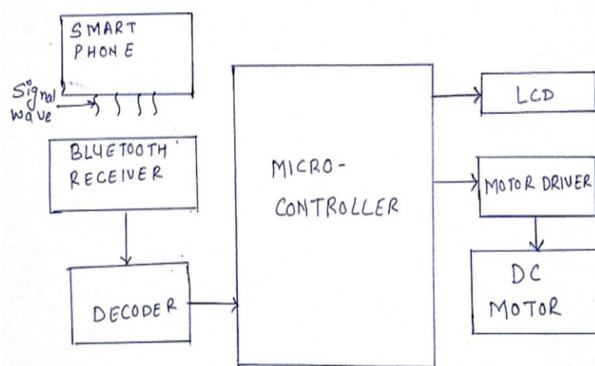 SMART
PHONE
Signal
wave
BLUETOOTH
RECEIVER
DECODER
MICRO-
CONTROLLER
LCD
MOTOR DRIVER
DC
MOTOR